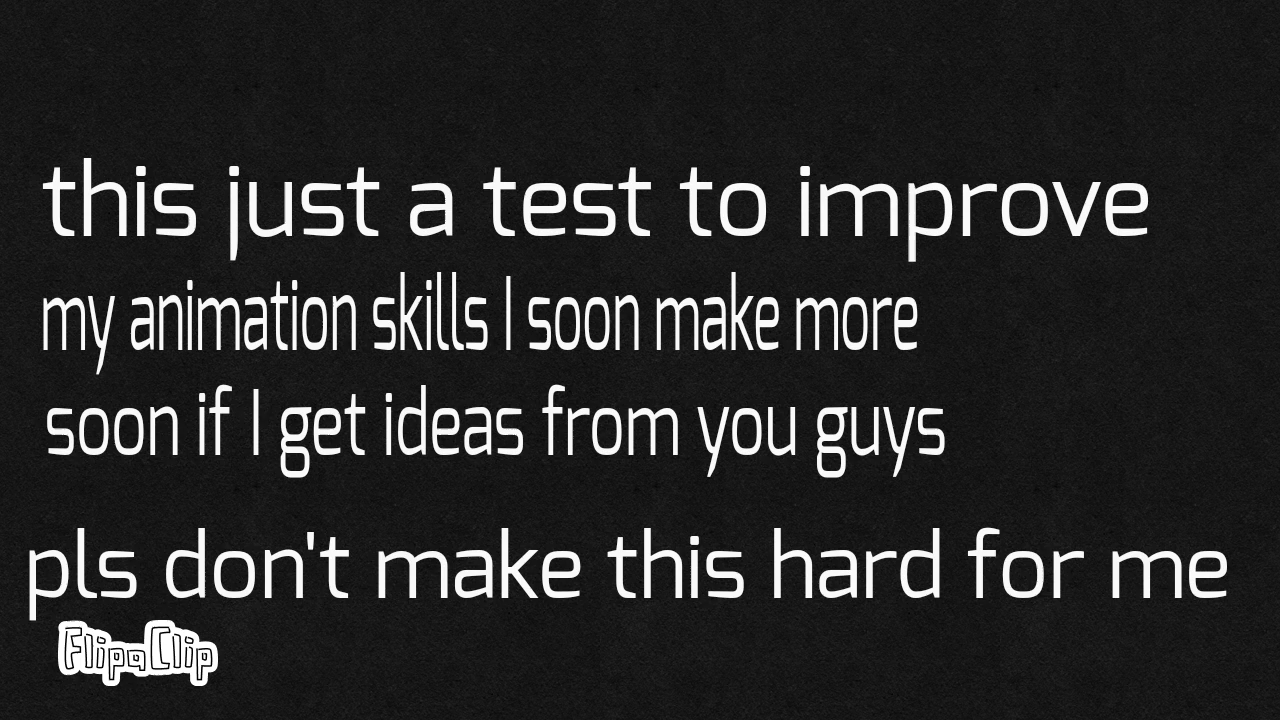 this just a test to improve
my animation skills I soon make more
soon if I get ideas from you guys
pls don't make this hard for me
FlipaClip